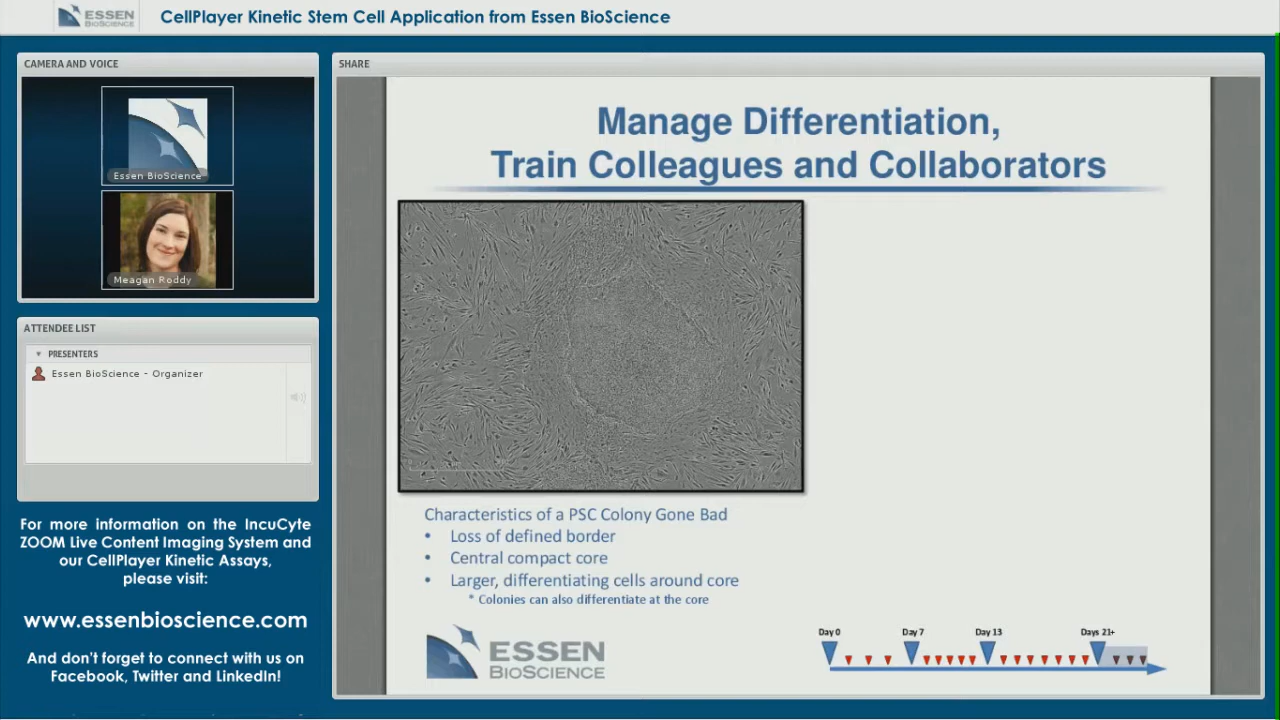 ESSEN
BIOSCIENCE
CellPlayer Kinetic Stem Cell Application from Essen BioScience
CAMERA AND VOICE
Essen BioScience
Meagan Roddy
ATTENDEE LIST
PRESENTERS
Essen BioScience - Organizer
For more information on the IncuCyte
ZOOM Live Content Imaging System and
our CellPlayer Kinetic Assays,
please visit:
www.essenbioscience.com
And don't forget to connect with us on
Facebook, Twitter and LinkedIn!
SHARE
Manage Differentiation,
Train Colleagues and Collaborators
Characteristics of a PSC Colony Gone Bad
• Loss of defined border
• Central compact core
• Larger, differentiating cells around core
* Colonies can also differentiate at the core
ESSEN
BIOSCIENCE
Day 0 Day 7 Day 13 Days 21+